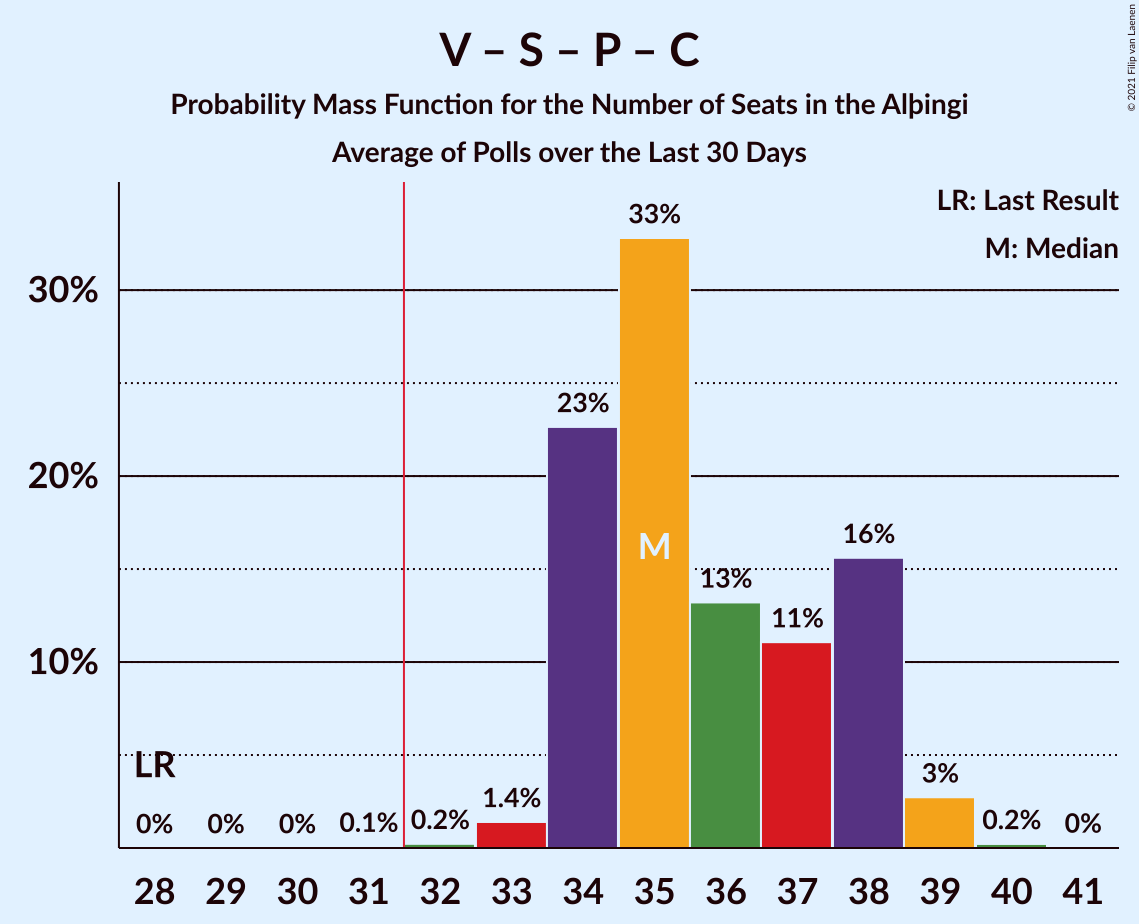 V – S – P – C
Probability Mass Function for the Number of Seats in the Alþingi
Average of Polls over the Last 30 Days
© 2021 Filip van Laenen
LR: Last Result
M: Median
30%
20%
10%
LR
0%
0%
0%
0.1%
0.2%
1.4%
23%
33%
M
13%
11%
16%
3%
0.2%
0%
28 29 30 31 32 33 34 35 36 37 38 39 40 41